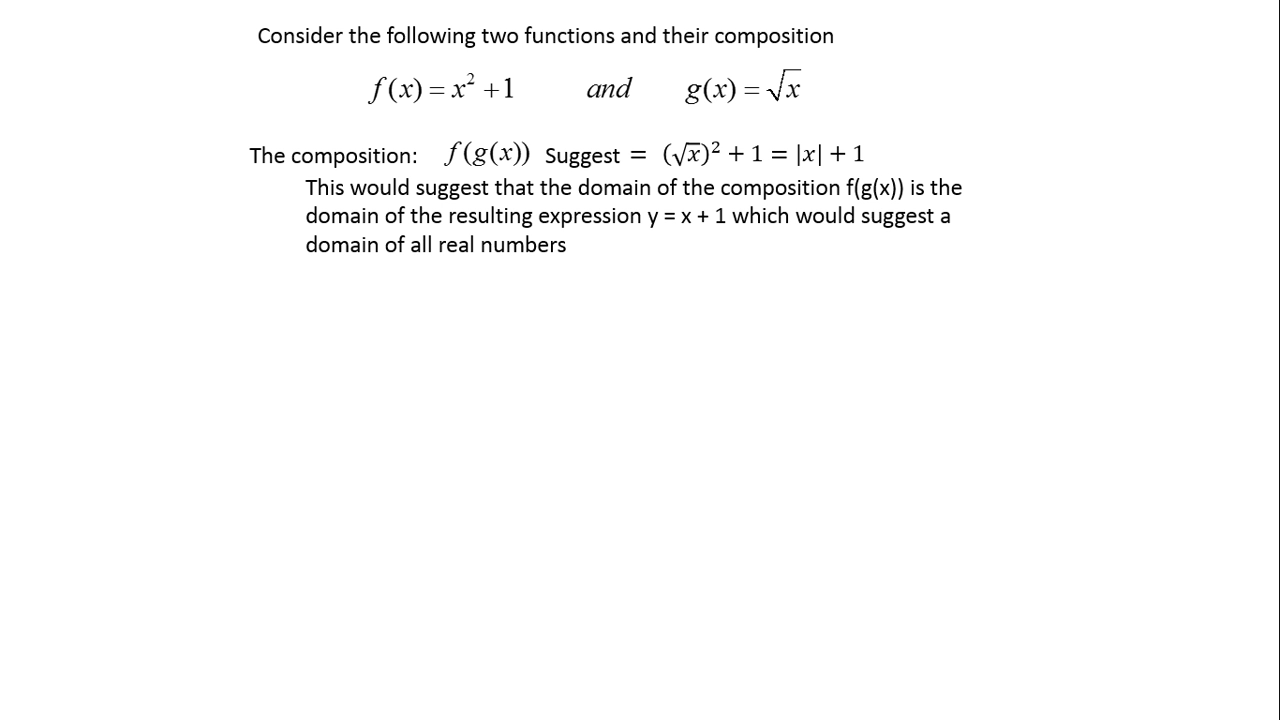 Consider the following two functions and their composition
f(x) = x² + 1 and g(x) = √x
The composition: f(g(x)) Suggest = (√x)² + 1 = |x| + 1
This would suggest that the domain of the composition f(g(x)) is the
domain of the resulting expression y = x + 1 which would suggest a
domain of all real numbers